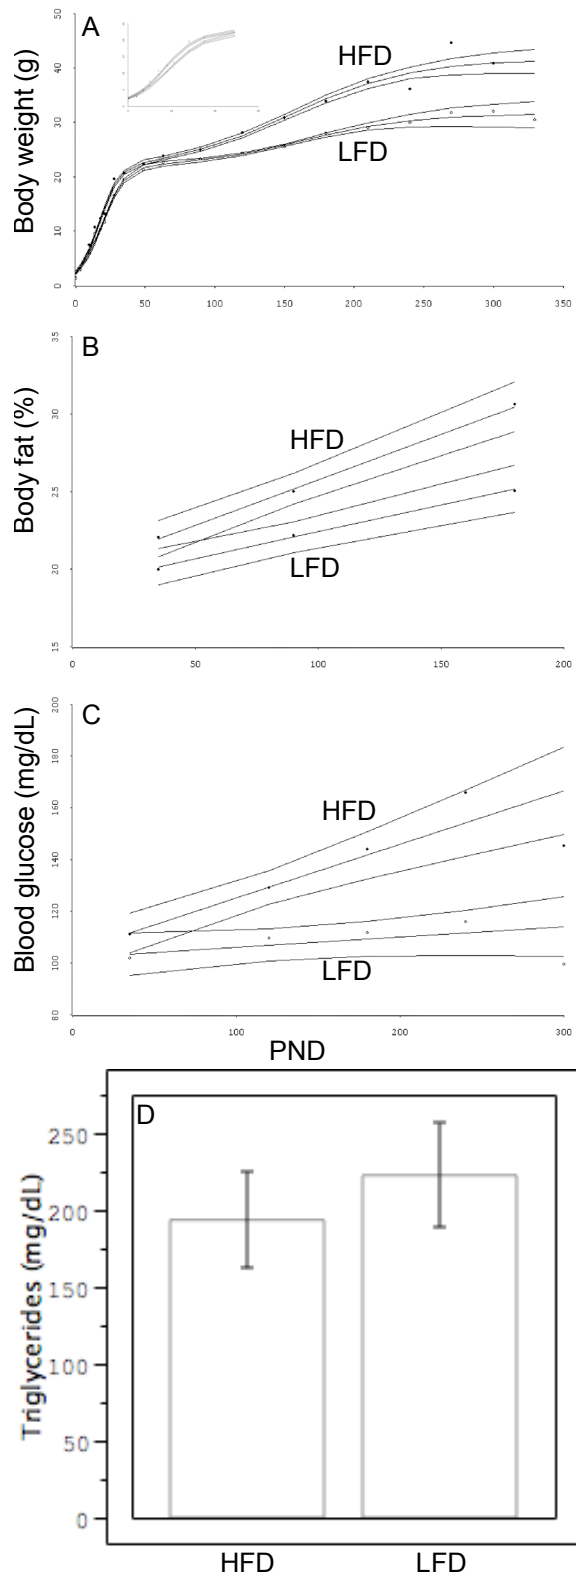 A
HFD
LFD
Body weight (g)
50
40
30
20
10
0
0 50 100 150 200 250 300 350
B
HFD
LFD
Body fat (%)
35
30
25
20
15
0 50 100 150 200
C
HFD
LFD
Blood glucose (mg/dL)
200
180
160
140
120
100
80
0 100 200 300
PND
D
Triglycerides (mg/dL)
250
200
150
100
50
0
HFD LFD